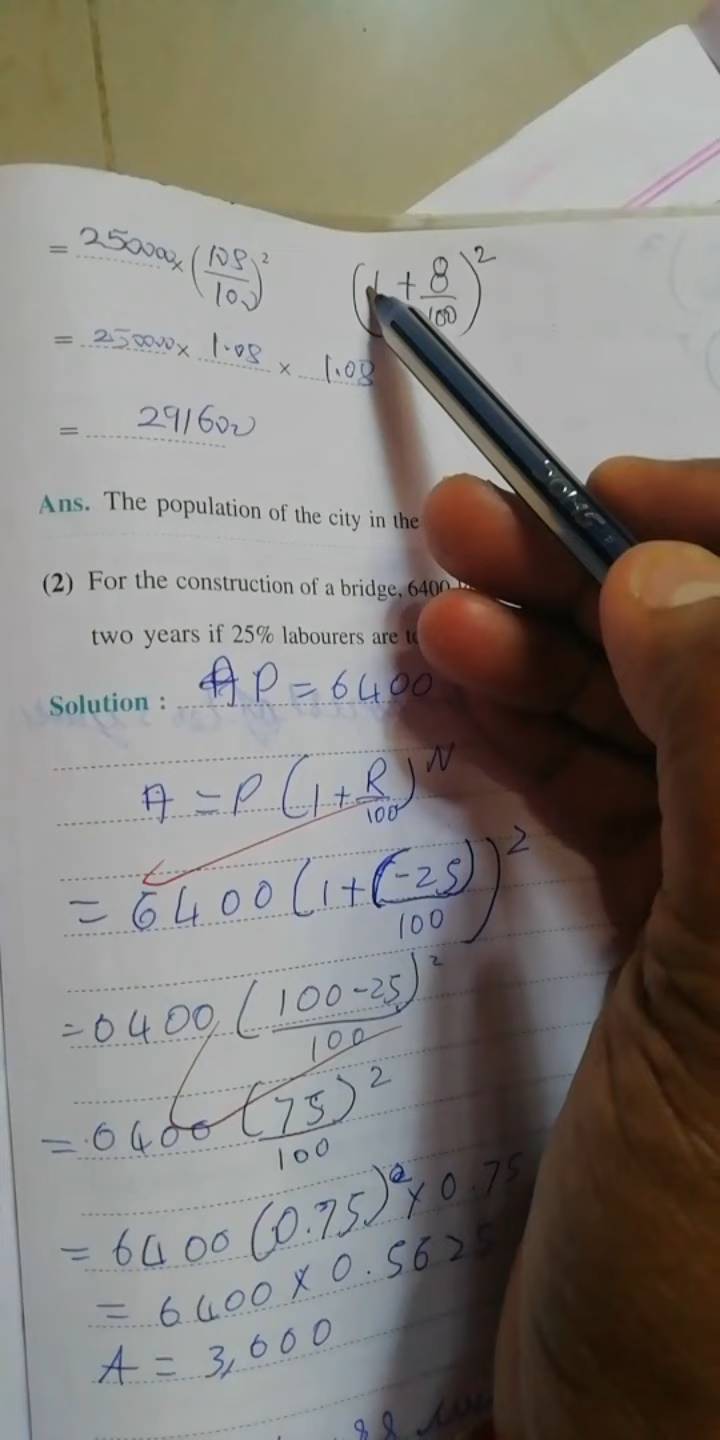 = 250000 × (108/100)² (1 + 8/100)²
= 250000 × 1.08 × 1.08
= 291600
Ans. The population of the city in the
(2) For the construction of a bridge, 6400
two years if 25% labourers are
Solution : A P = 6400
A = P (1 + R/100)^N
= 6400 (1 + (-25)/100)²
= 6400 (100-25/100)²
= 6400 (75/100)²
= 6400 (0.75)² × 0.75
= 6400 × 0.5625
A = 3,600